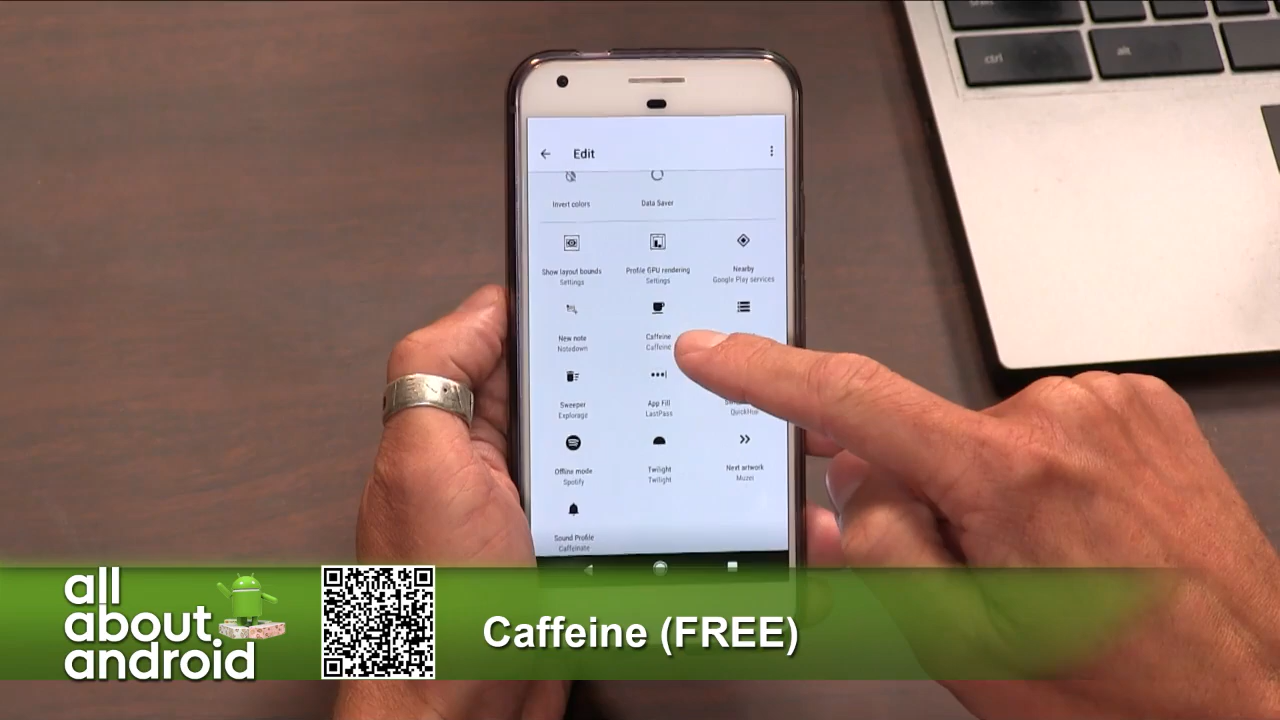 ctrl
alt
Edit
Invert colors
Data Saver
Show layout bounds
Settings
Profile GPU rendering
Settings
Nearby
Google Play services
New note
Notedown
Caffeine
Caffeine
Sweeper
Explorage
App Fill
LastPass
Offline mode
Spotify
Twilight
Twilight
Next artwork
Muzei
Sound Profile
Caffeinate
all
about
android
Caffeine (FREE)